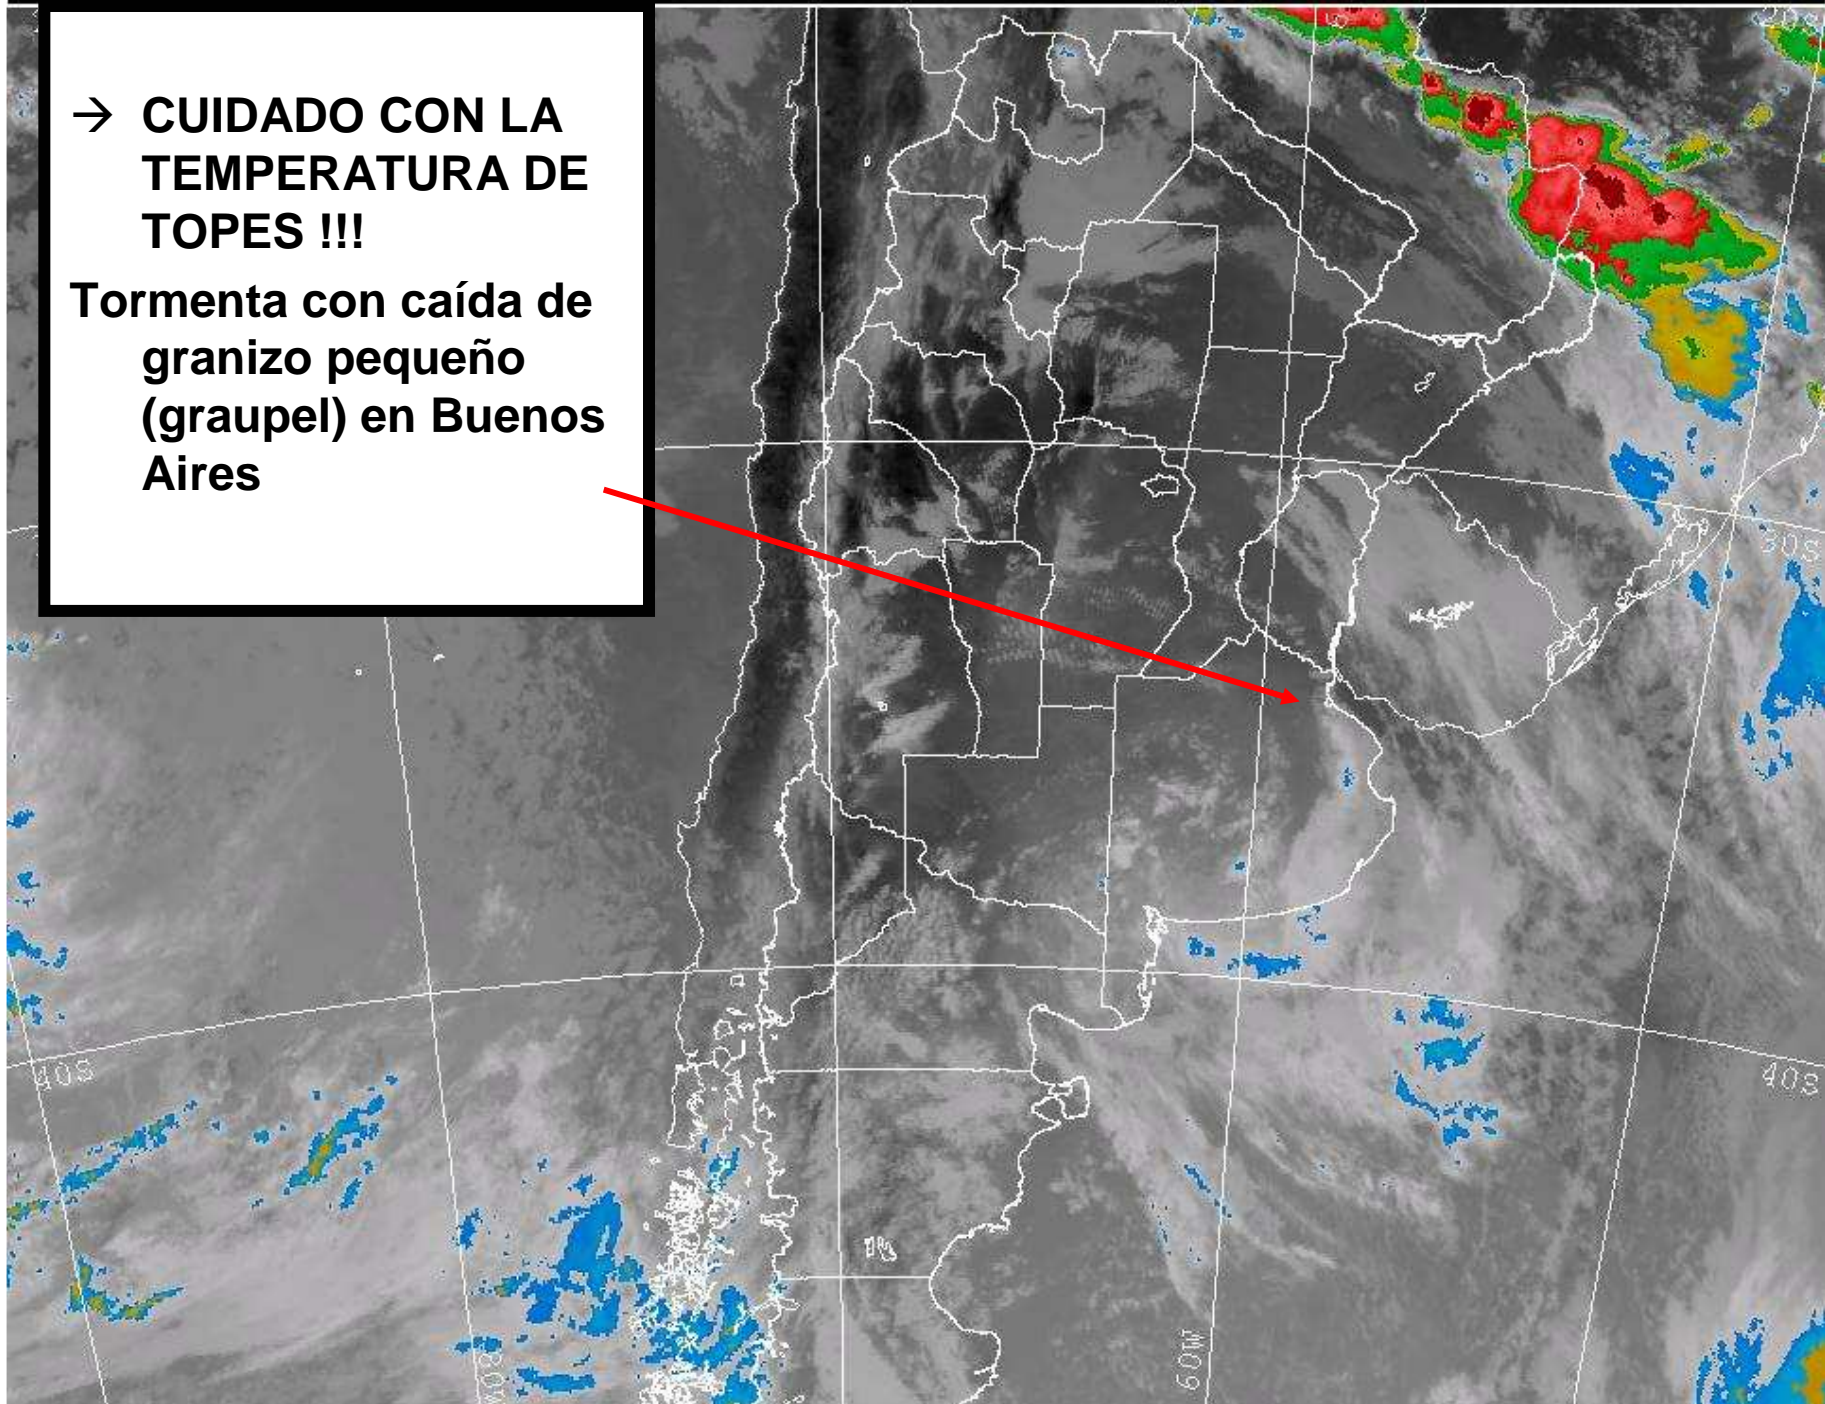 → CUIDADO CON LA
TEMPERATURA DE
TOPES !!!
Tormenta con caída de
granizo pequeño
(graupel) en Buenos
Aires
30S
40S
40S
60W
80W